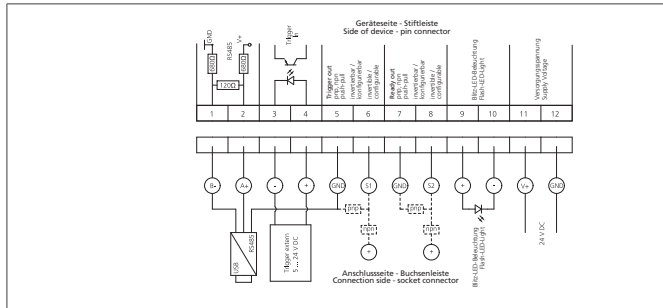 Geräteseite - Stiftleiste
Side of device - pin connector
GND
RS485
V+
680Ω
680Ω
120Ω
Trigger
in
Trigger out
pnp, npn
push-pull
invertierbar /
konfigurierbar
invertible /
configurable
Ready out
pnp, npn
push-pull
invertierbar /
konfigurierbar
invertible /
configurable
Blitz-LED-Beleuchtung
Flash-LED-Light
Versorgungsspannung
Supply Voltage
1 2 3 4 5 6 7 8 9 10 11 12
B- A+ - + GND S1 GND S2 + - V+ GND
pnp
pnp
npn
npn
+
+
USB
RS485
Trigger extern
5 ... 24 V DC
Blitz-LED-Beleuchtung
Flash-LED-Light
24 V DC
Anschlussseite - Buchsenleiste
Connection side - socket connector